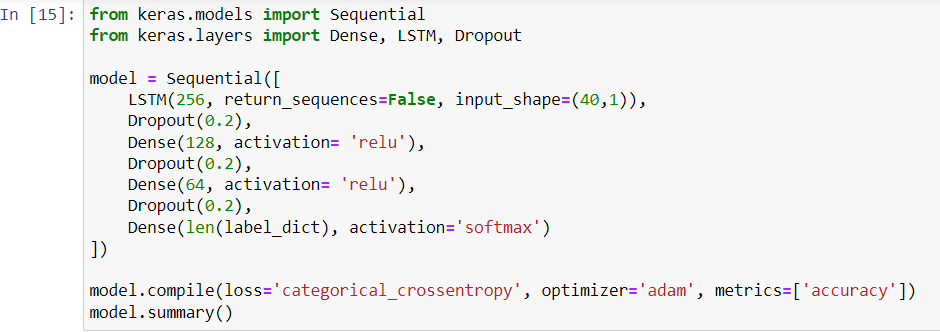 In [15]: from keras.models import Sequential
from keras.layers import Dense, LSTM, Dropout

model = Sequential([
    LSTM(256, return_sequences=False, input_shape=(40,1)),
    Dropout(0.2),
    Dense(128, activation= 'relu'),
    Dropout(0.2),
    Dense(64, activation= 'relu'),
    Dropout(0.2),
    Dense(len(label_dict), activation='softmax')
])

model.compile(loss='categorical_crossentropy', optimizer='adam', metrics=['accuracy'])
model.summary()